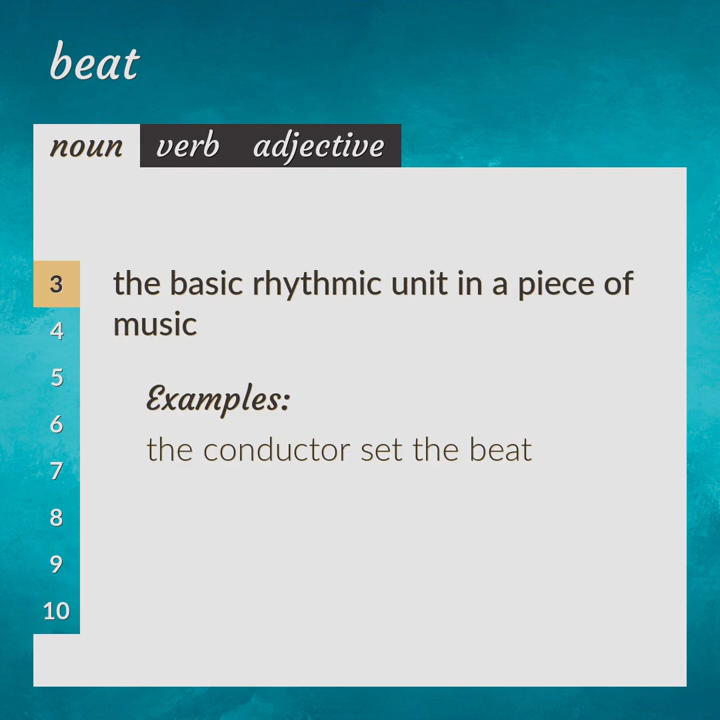 beat
noun verb adjective
3 the basic rhythmic unit in a piece of
music
4
5
Examples:
6
the conductor set the beat
7
8
9
10